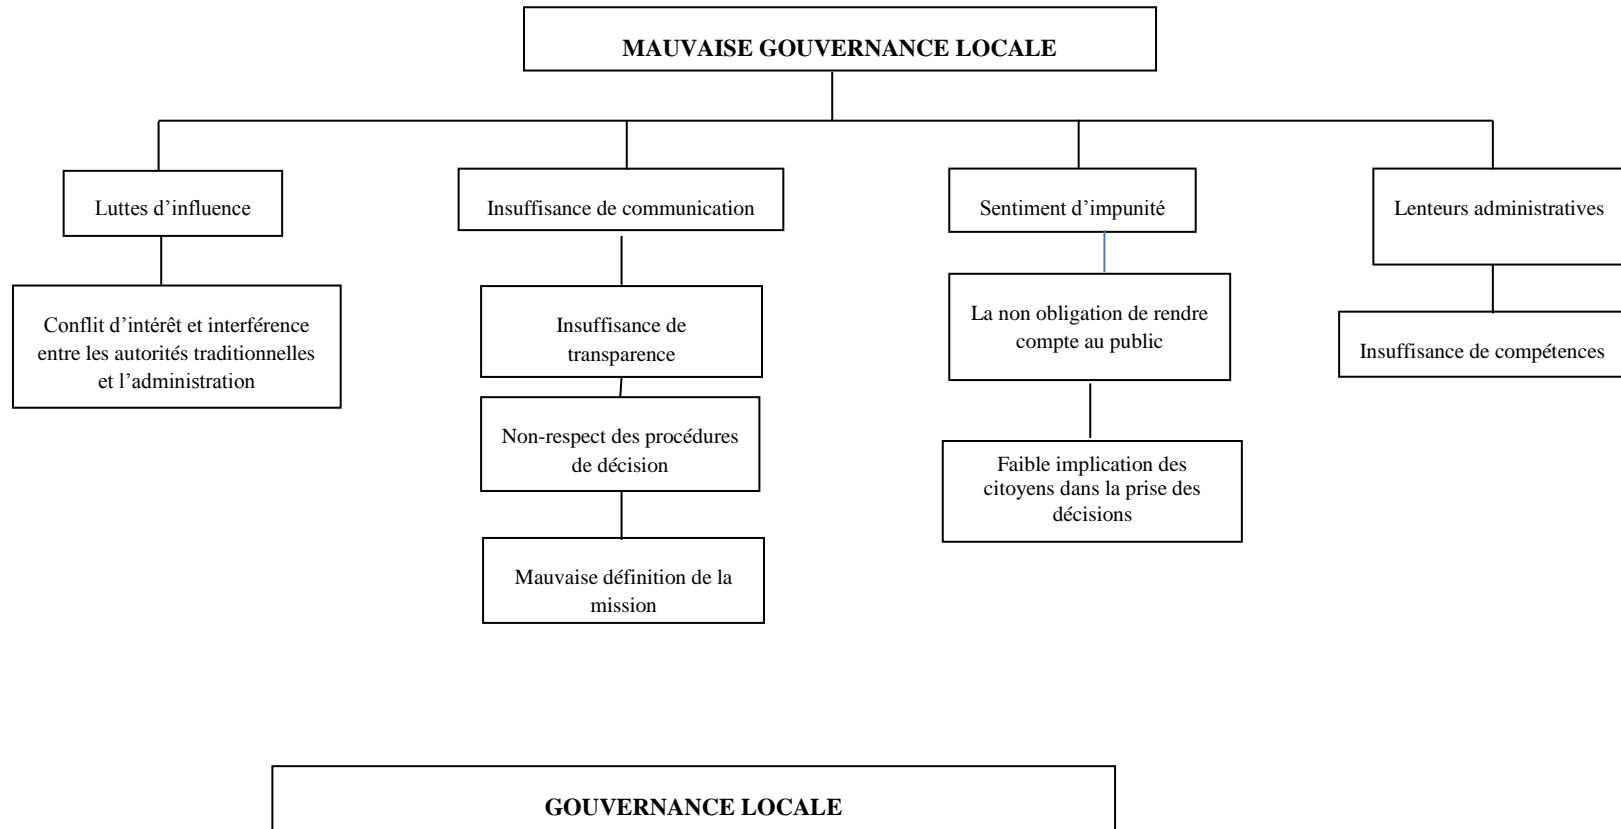 MAUVAISE GOUVERNANCE LOCALE
Luttes d’influence
Insuffisance de communication
Sentiment d’impunité
Lenteurs administratives
Conflit d’intérêt et interférence
entre les autorités traditionnelles
et l’administration
Insuffisance de
transparence
La non obligation de rendre
compte au public
Insuffisance de compétences
Non-respect des procédures
de décision
Faible implication des
citoyens dans la prise des
décisions
Mauvaise définition de la
mission
GOUVERNANCE LOCALE